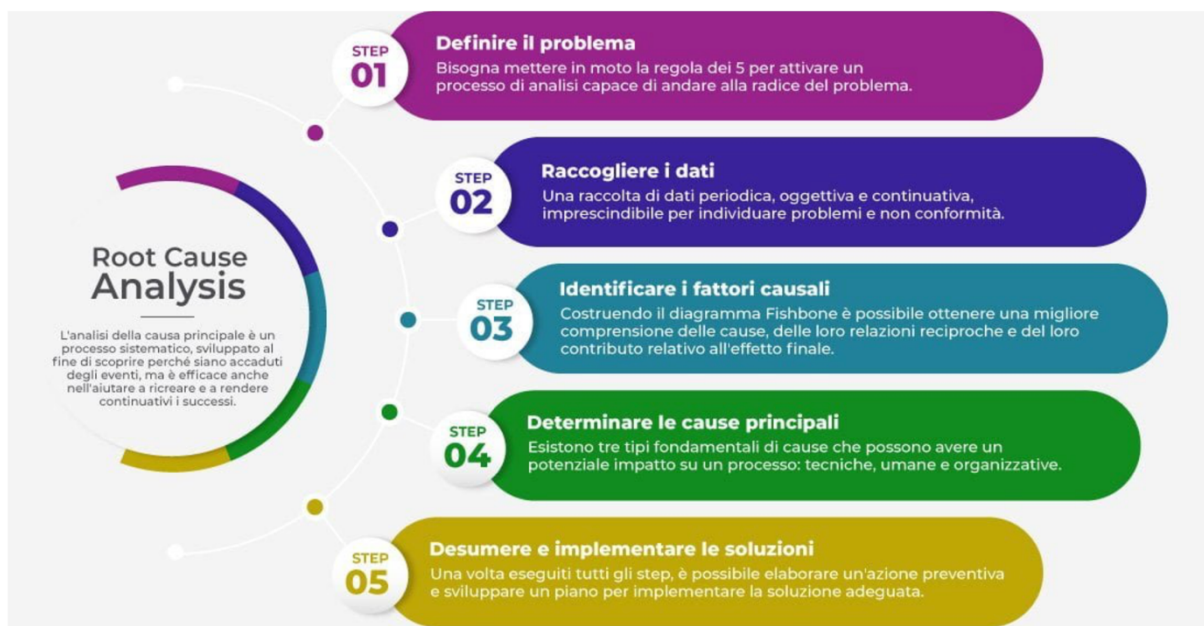 Root Cause
Analysis
L'analisi della causa principale è un
processo sistematico, sviluppato al
fine di scoprire perché siano accaduti
degli eventi, ma è efficace anche
nell'aiutare a ricreare e a rendere
continuativi i successi.
STEP
01
Definire il problema
Bisogna mettere in moto la regola dei 5 per attivare un
processo di analisi capace di andare alla radice del problema.
STEP
02
Raccogliere i dati
Una raccolta di dati periodica, oggettiva e continuativa,
imprescindibile per individuare problemi e non conformità.
STEP
03
Identificare i fattori causali
Costruendo il diagramma Fishbone è possibile ottenere una migliore
comprensione delle cause, delle loro relazioni reciproche e del loro
contributo relativo all'effetto finale.
STEP
04
Determinare le cause principali
Esistono tre tipi fondamentali di cause che possono avere un
potenziale impatto su un processo: tecniche, umane e organizzative.
STEP
05
Desumere e implementare le soluzioni
Una volta eseguiti tutti gli step, è possibile elaborare un'azione preventiva
e sviluppare un piano per implementare la soluzione adeguata.